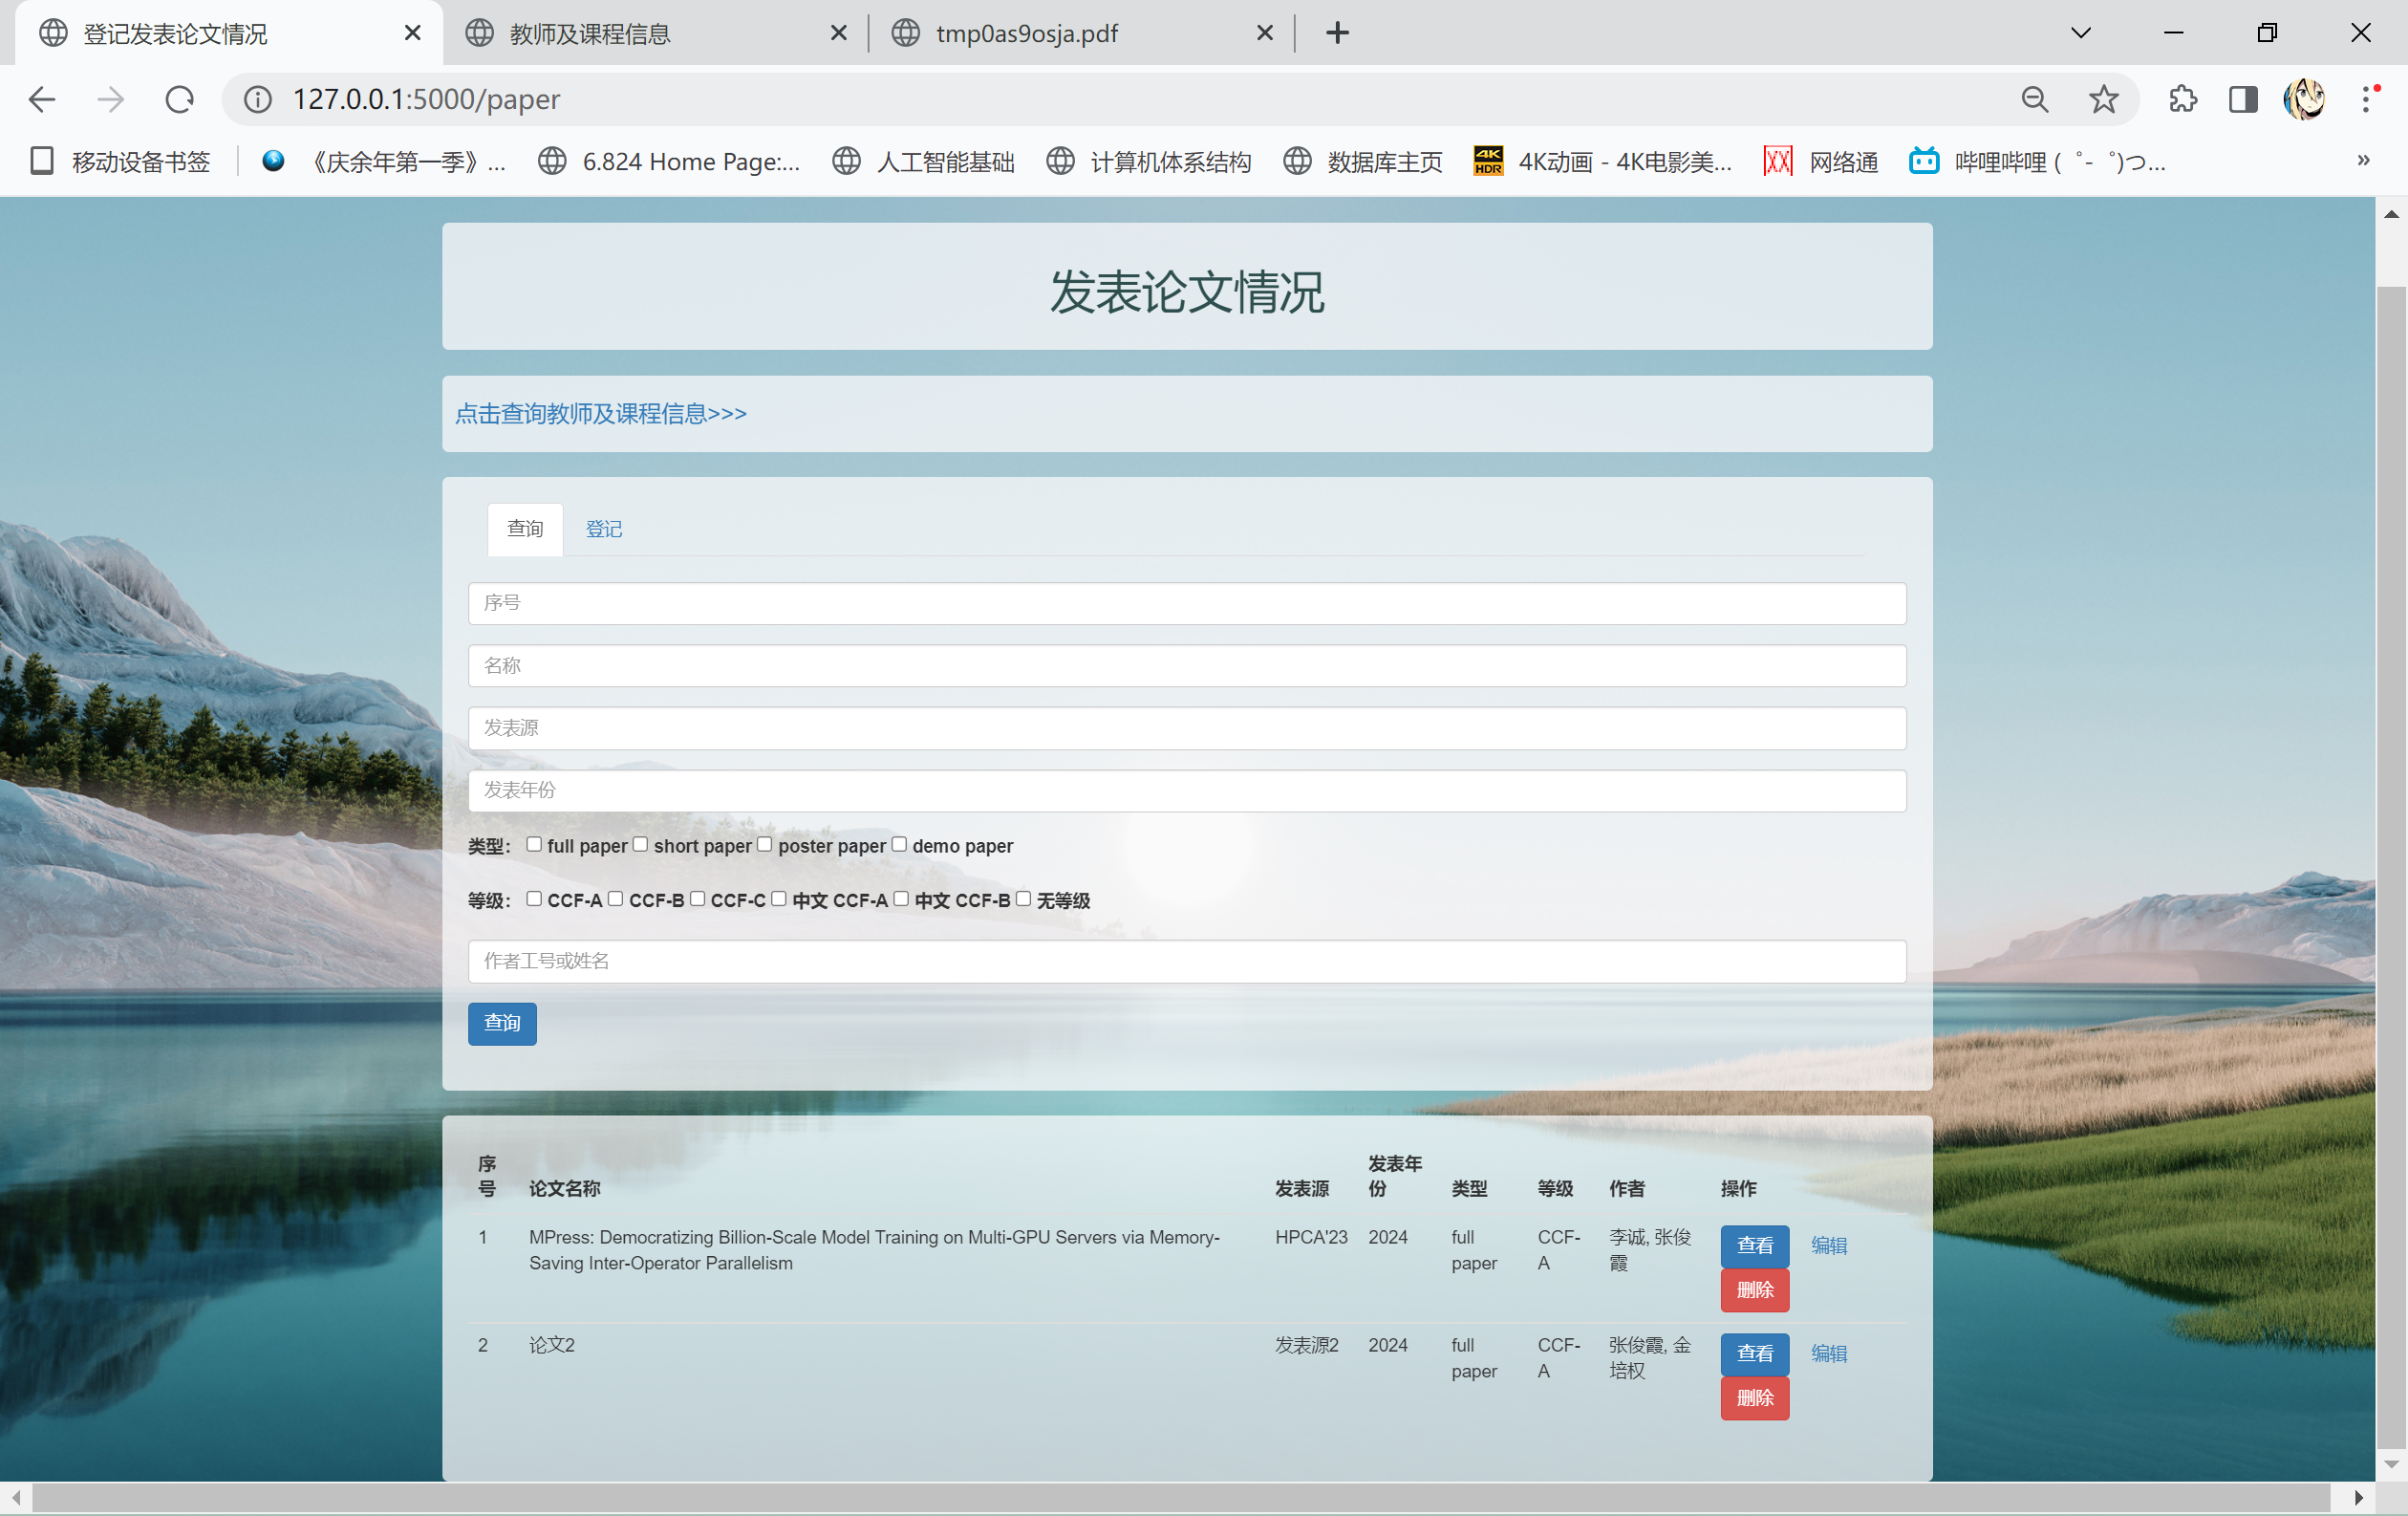 登记发表论文情况
教师及课程信息
tmp0as9osja.pdf
127.0.0.1:5000/paper
移动设备书签
《庆余年第一季》...
6.824 Home Page:...
人工智能基础
计算机体系结构
数据库主页
4K HDR
4K动画 - 4K电影美...
网络通
哔哩哔哩 (゜-゜)つ...
»
发表论文情况
点击查询教师及课程信息>>>
查询 登记
序号
名称
发表源
发表年份
类型： full paper short paper poster paper demo paper
等级： CCF-A CCF-B CCF-C 中文 CCF-A 中文 CCF-B 无等级
作者工号或姓名
查询
序号 论文名称 发表源 发表年份 类型 等级 作者 操作
1 MPress: Democratizing Billion-Scale Model Training on Multi-GPU Servers via Memory-Saving Inter-Operator Parallelism HPCA'23 2024 full paper CCF-A 李诚, 张俊霞 查看 编辑
删除
2 论文2 发表源2 2024 full paper CCF-A 张俊霞, 金培权 查看 编辑
删除